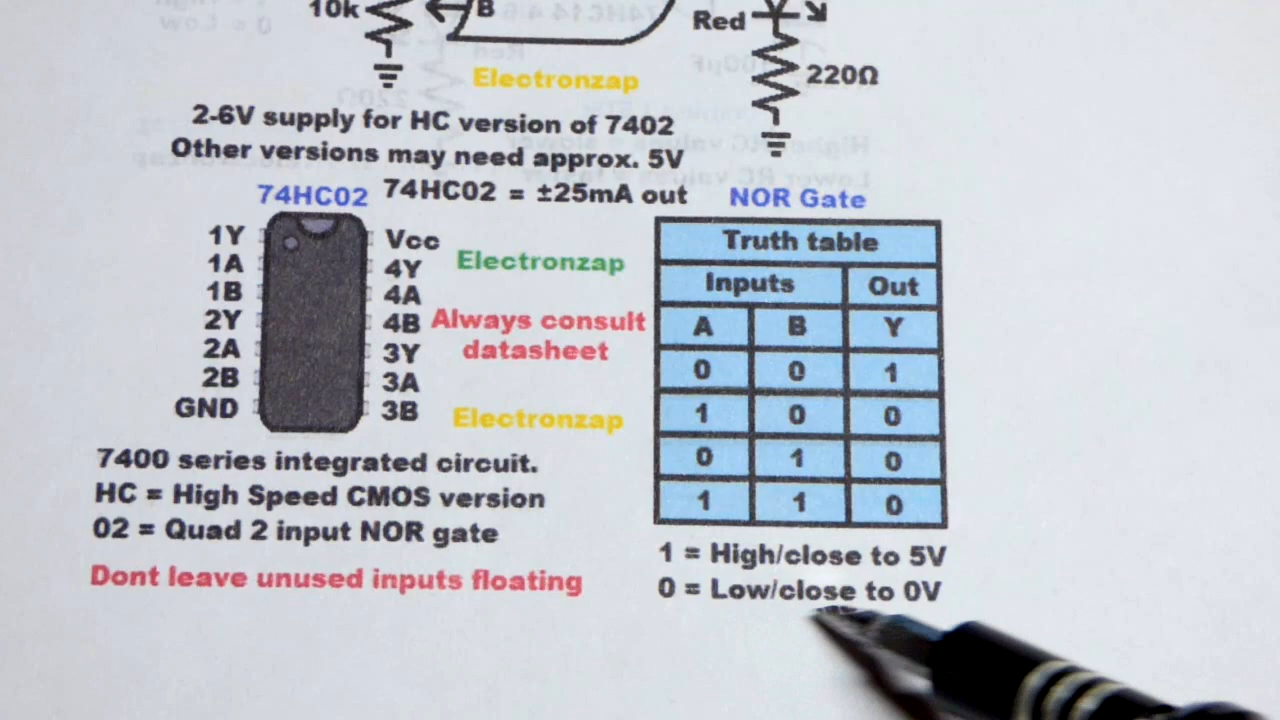 10k
B
Red
220Ω
Electronzap
2-6V supply for HC version of 7402
Other versions may need approx. 5V
74HC02
74HC02 = ±25mA out
1Y
1A
1B
2Y
2A
2B
GND
Vcc
4Y
4A
4B
3Y
3A
3B
Electronzap
Always consult
datasheet
Electronzap
7400 series integrated circuit.
HC = High Speed CMOS version
02 = Quad 2 input NOR gate
Dont leave unused inputs floating
NOR Gate
Truth table
Inputs Out
A B Y
0 0 1
1 0 0
0 1 0
1 1 0
1 = High/close to 5V
0 = Low/close to 0V